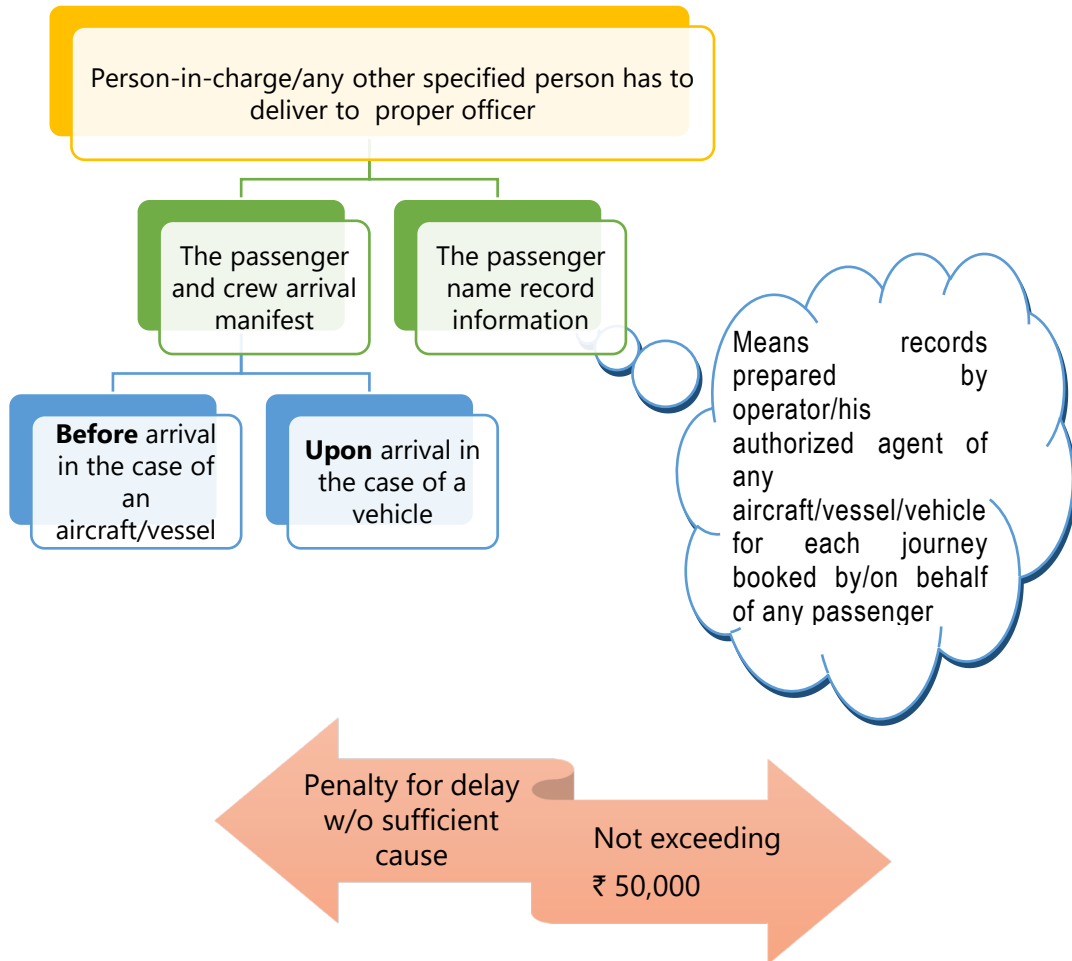 Person-in-charge/any other specified person has to
deliver to proper officer
The passenger
and crew arrival
manifest
The passenger
name record
information
Before arrival
in the case of
an
aircraft/vessel
Upon arrival in
the case of a
vehicle
Means records
prepared by
operator/his
authorized agent of
any
aircraft/vessel/vehicle
for each journey
booked by/on behalf
of any passenger
Penalty for delay
w/o sufficient
cause
Not exceeding
₹ 50,000